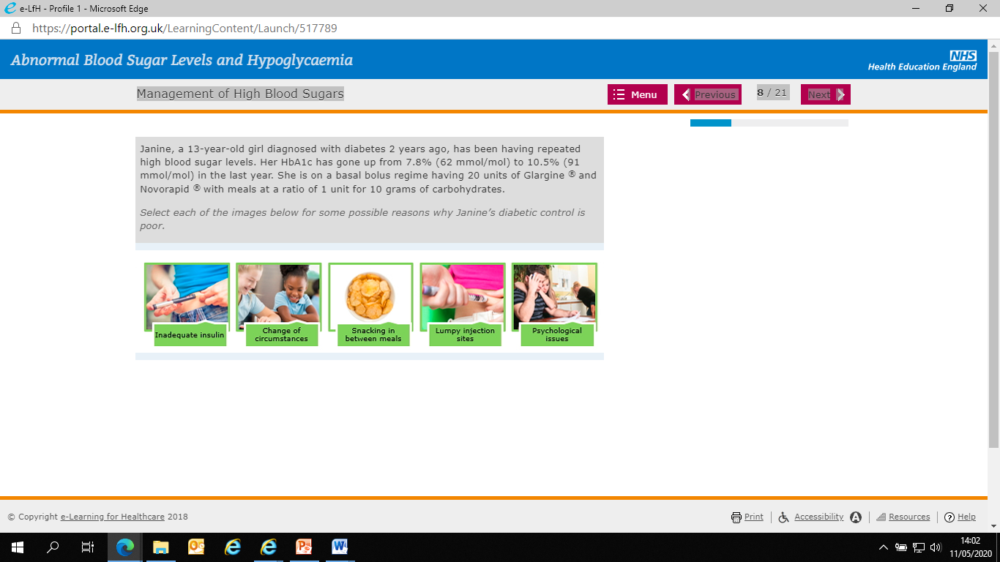 e-LfH - Profile 1 - Microsoft Edge
https://portal.e-lfh.org.uk/LearningContent/Launch/517789
Abnormal Blood Sugar Levels and Hypoglycaemia
NHS
Health Education England
Management of High Blood Sugars
Menu
Previous
8 / 21
Next
Janine, a 13-year-old girl diagnosed with diabetes 2 years ago, has been having repeated
high blood sugar levels. Her HbA1c has gone up from 7.8% (62 mmol/mol) to 10.5% (91
mmol/mol) in the last year. She is on a basal bolus regime having 20 units of Glargine ® and
Novorapid ® with meals at a ratio of 1 unit for 10 grams of carbohydrates.
Select each of the images below for some possible reasons why Janine’s diabetic control is
poor.
Inadequate insulin
Change of
circumstances
Snacking in
between meals
Lumpy injection
sites
Psychological
issues
© Copyright e-Learning for Healthcare 2018
Print
Accessibility
A
Resources
Help
14:02
11/05/2020